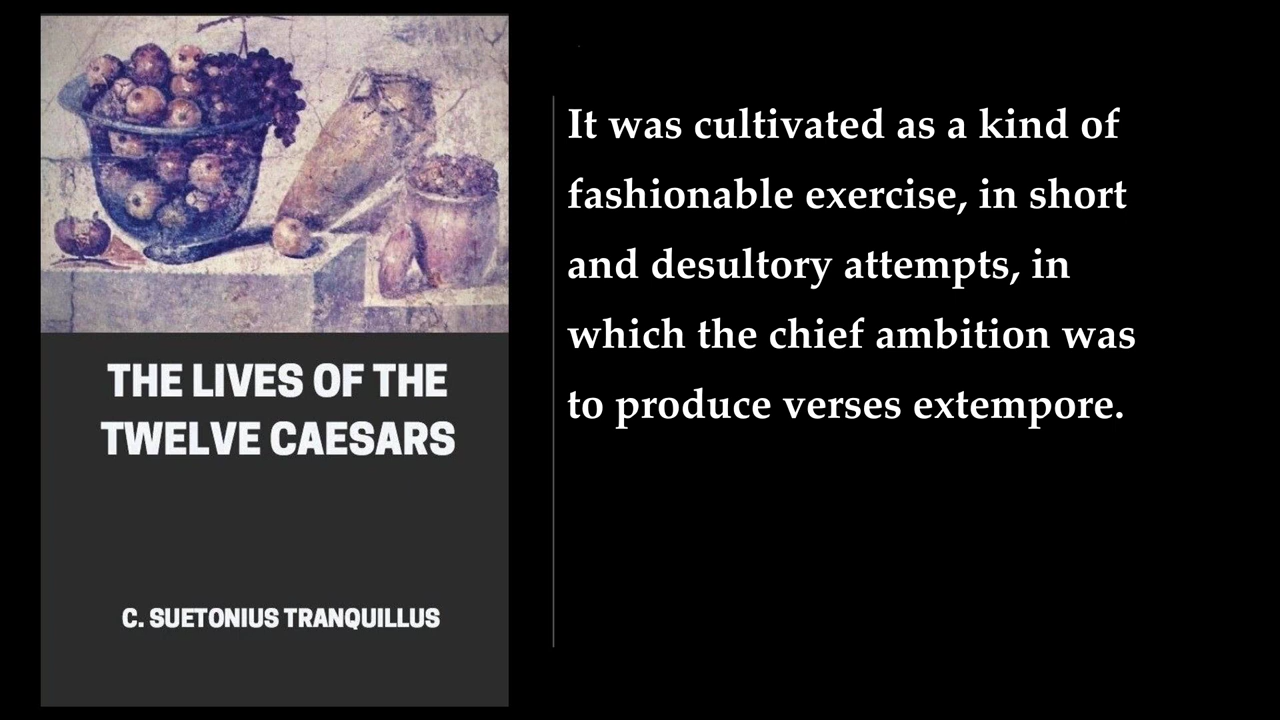 THE LIVES OF THE
TWELVE CAESARS
C. SUETONIUS TRANQUILLUS
It was cultivated as a kind of
fashionable exercise, in short
and desultory attempts, in
which the chief ambition was
to produce verses extempore.